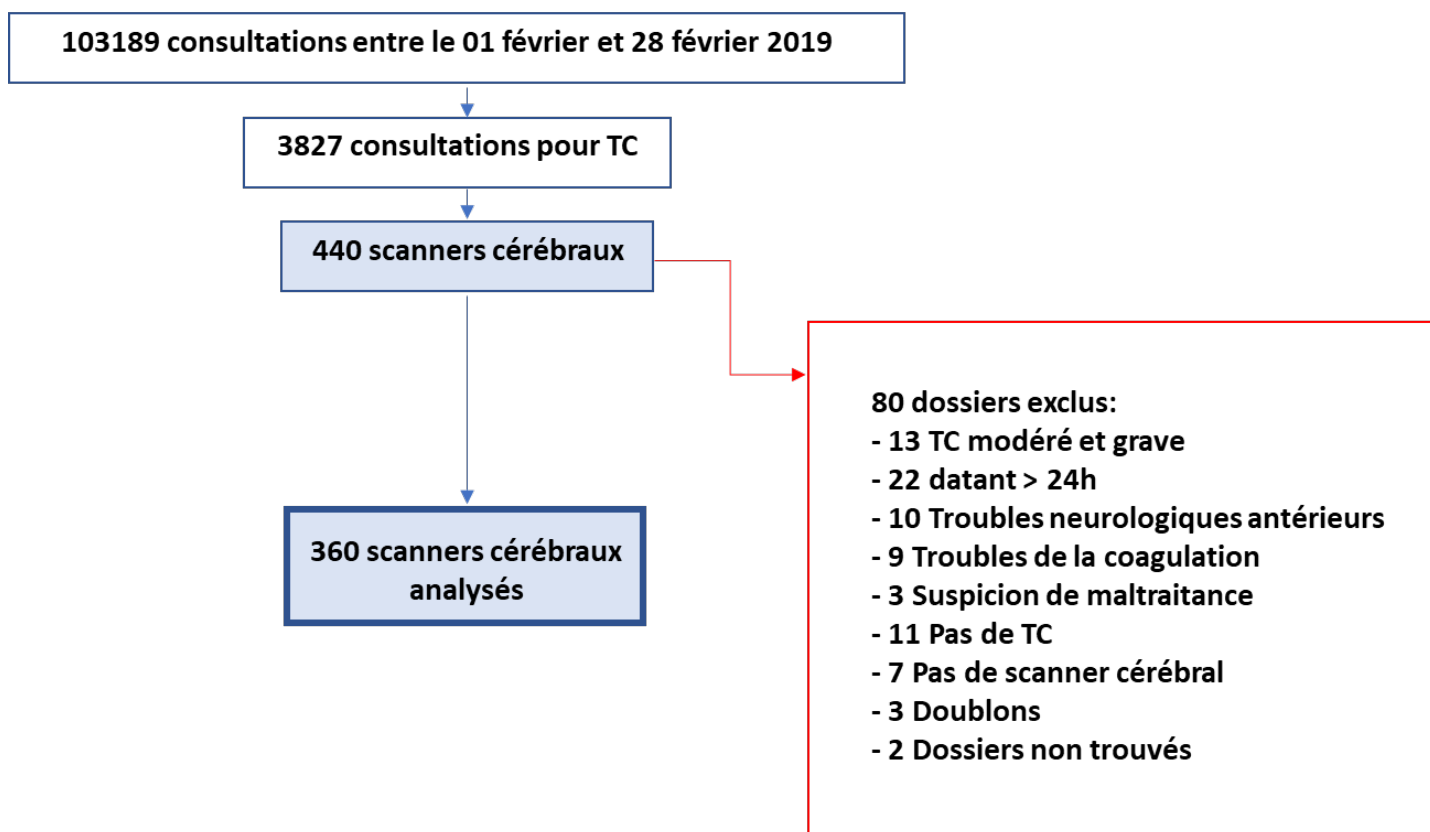 103189 consultations entre le 01 février et 28 février 2019
3827 consultations pour TC
440 scanners cérébraux
80 dossiers exclus:
- 13 TC modéré et grave
- 22 datant > 24h
- 10 Troubles neurologiques antérieurs
- 9 Troubles de la coagulation
- 3 Suspicion de maltraitance
- 11 Pas de TC
- 7 Pas de scanner cérébral
- 3 Doublons
- 2 Dossiers non trouvés
360 scanners cérébraux
analysés